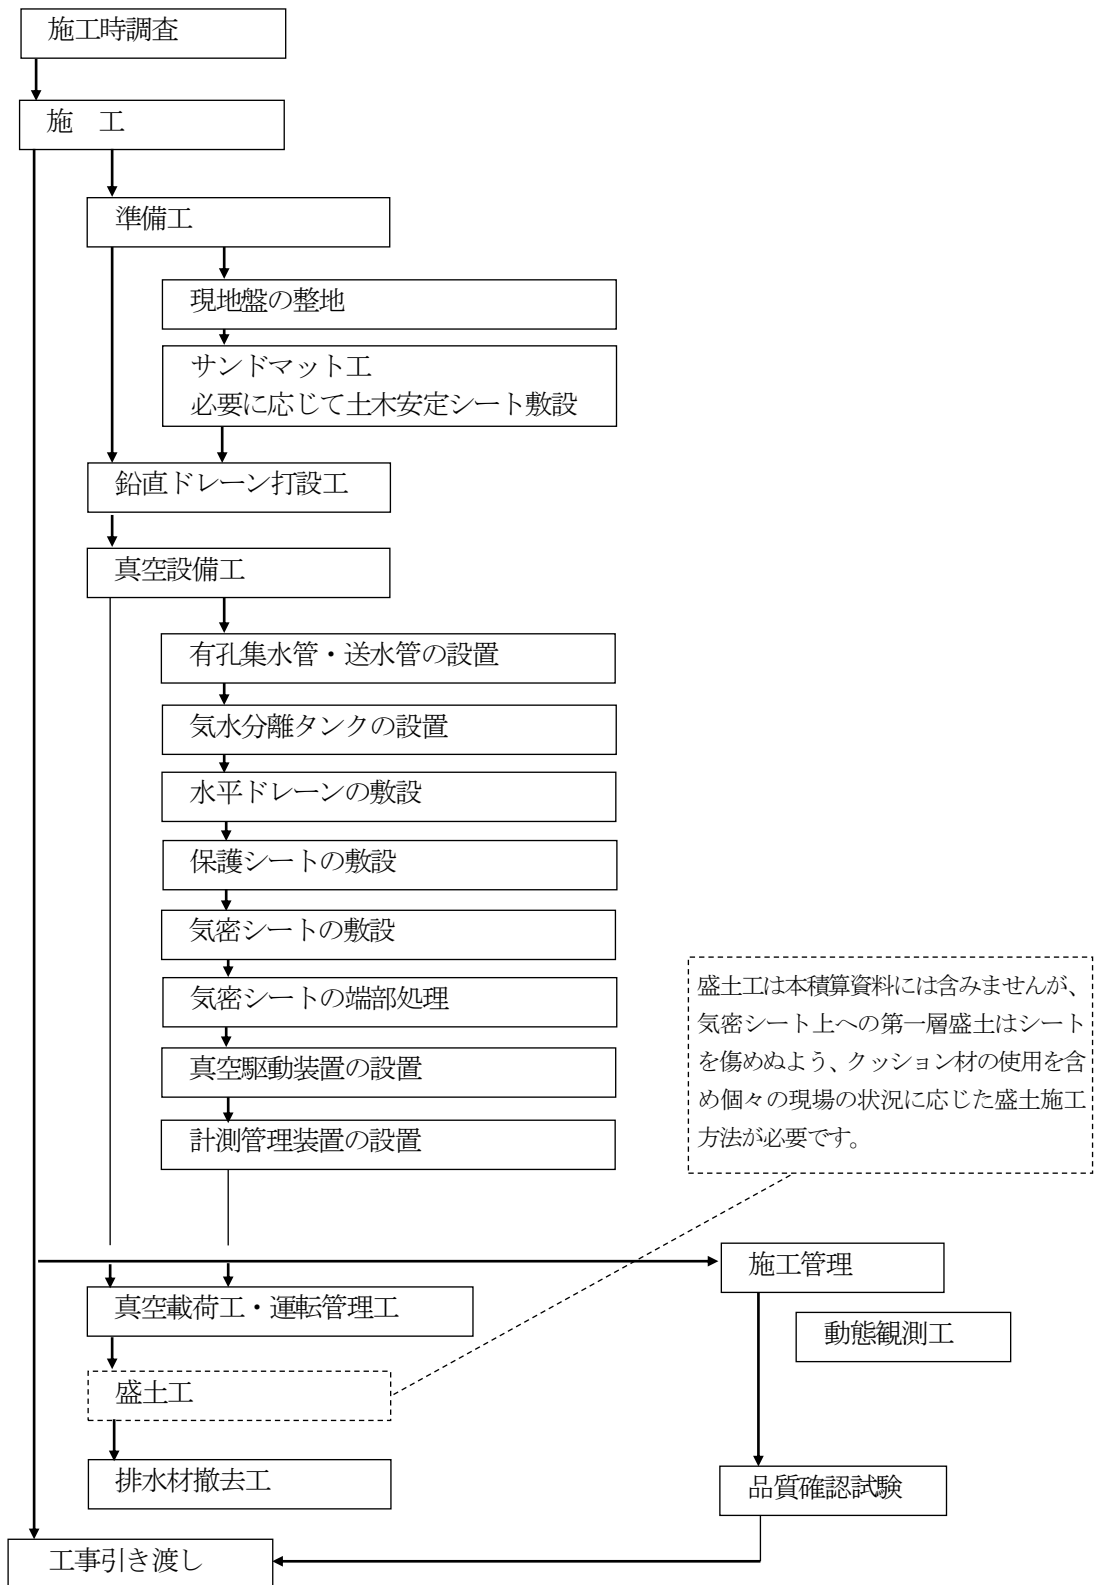 施工時調査
施　工
準備工
現地盤の整地
サンドマット工
必要に応じて土木安定シート敷設
鉛直ドレーン打設工
真空設備工
有孔集水管・送水管の設置
気水分離タンクの設置
水平ドレーンの敷設
保護シートの敷設
気密シートの敷設
気密シートの端部処理
真空駆動装置の設置
計測管理装置の設置
盛土工は本積算資料には含みませんが、
気密シート上への第一層盛土はシート
を傷めぬよう、クッション材の使用を含
め個々の現場の状況に応じた盛土施工
方法が必要です。
施工管理
真空載荷工・運転管理工
動態観測工
盛土工
排水材撤去工
品質確認試験
工事引き渡し